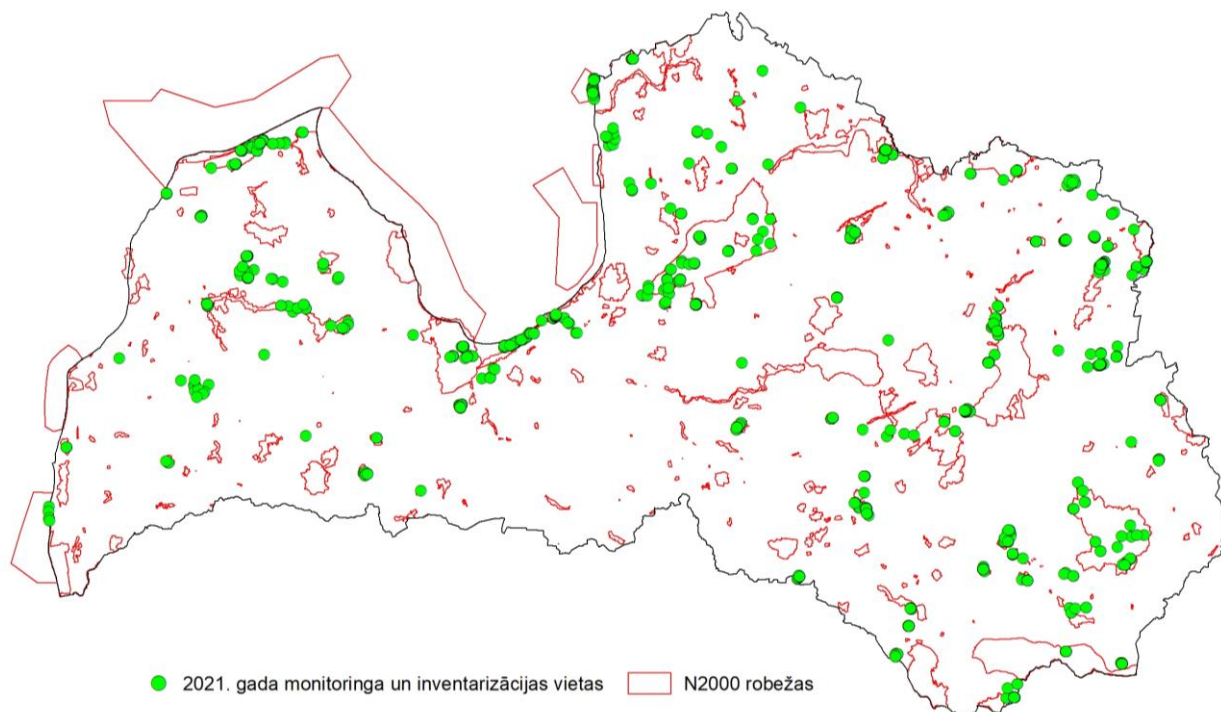 2021. gada monitoringa un inventarizācijas vietas
N2000 robežas